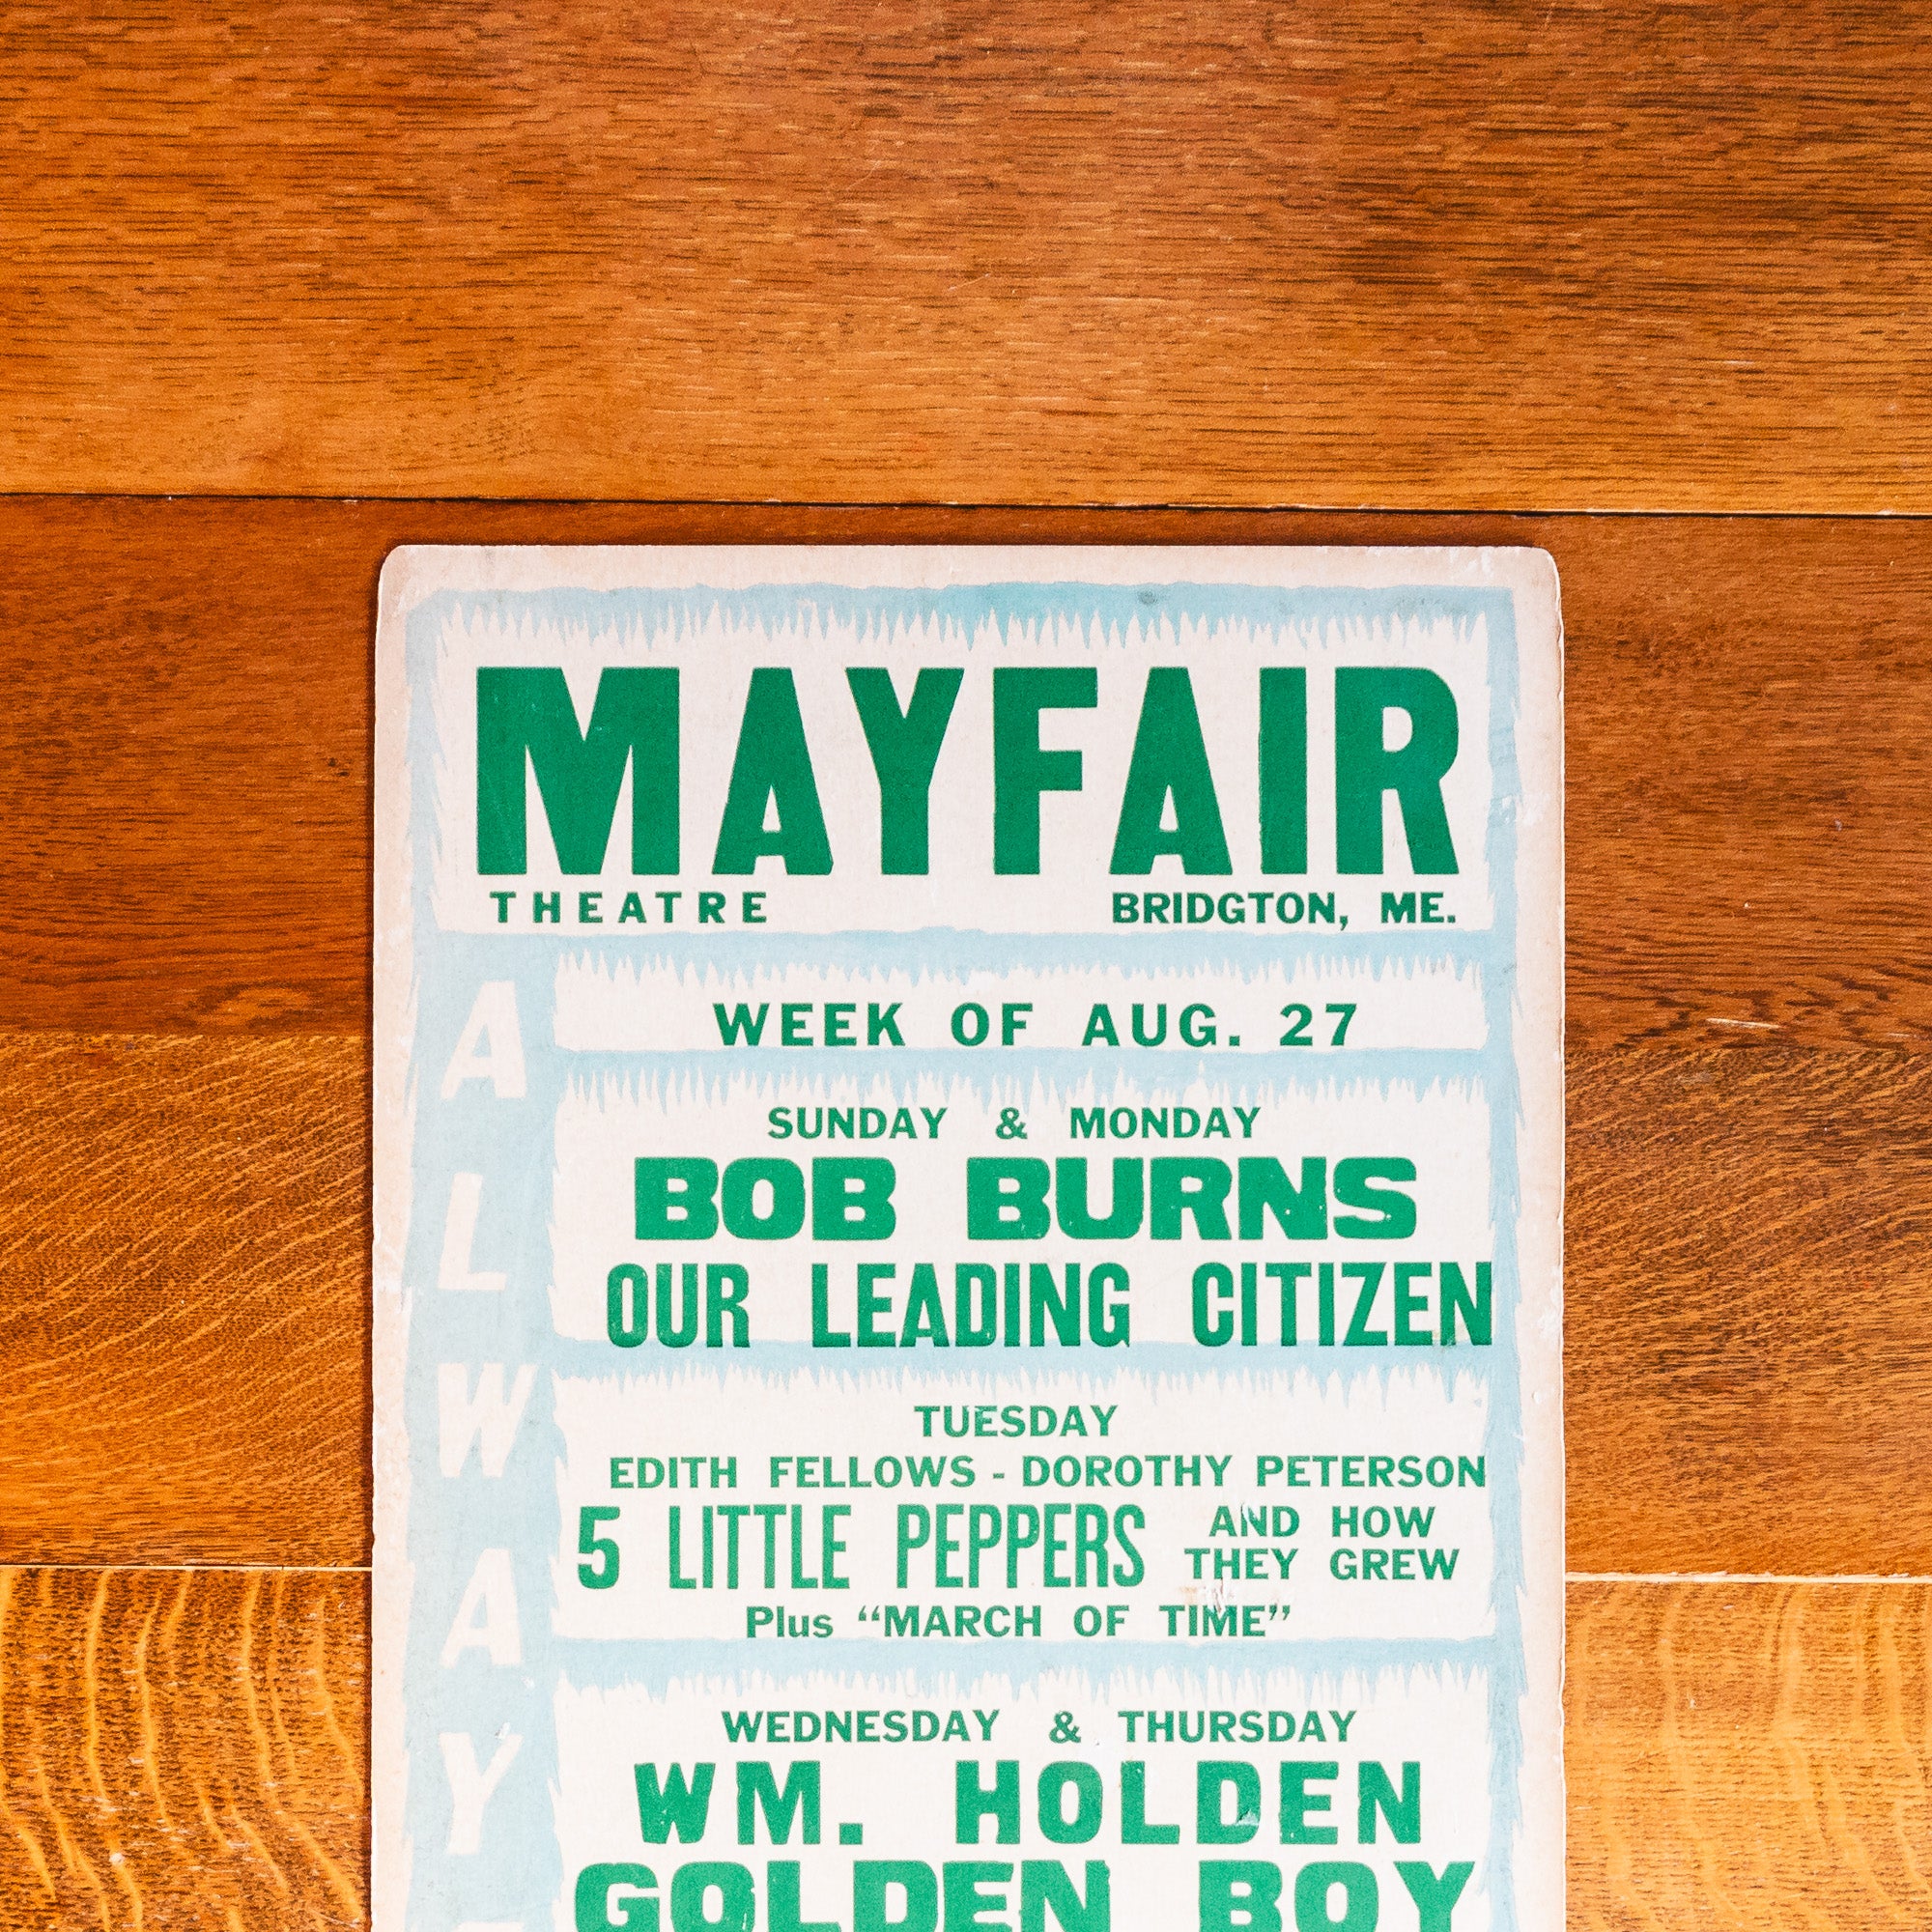 MAYFAIR
THEATRE BRIDGTON, ME.
WEEK OF AUG. 27
SUNDAY & MONDAY
BOB BURNS
OUR LEADING CITIZEN
TUESDAY
EDITH FELLOWS - DOROTHY PETERSON
5 LITTLE PEPPERS AND HOW THEY GREW
Plus “MARCH OF TIME”
WEDNESDAY & THURSDAY
WM. HOLDEN
GOLDEN BOY
ALWAY